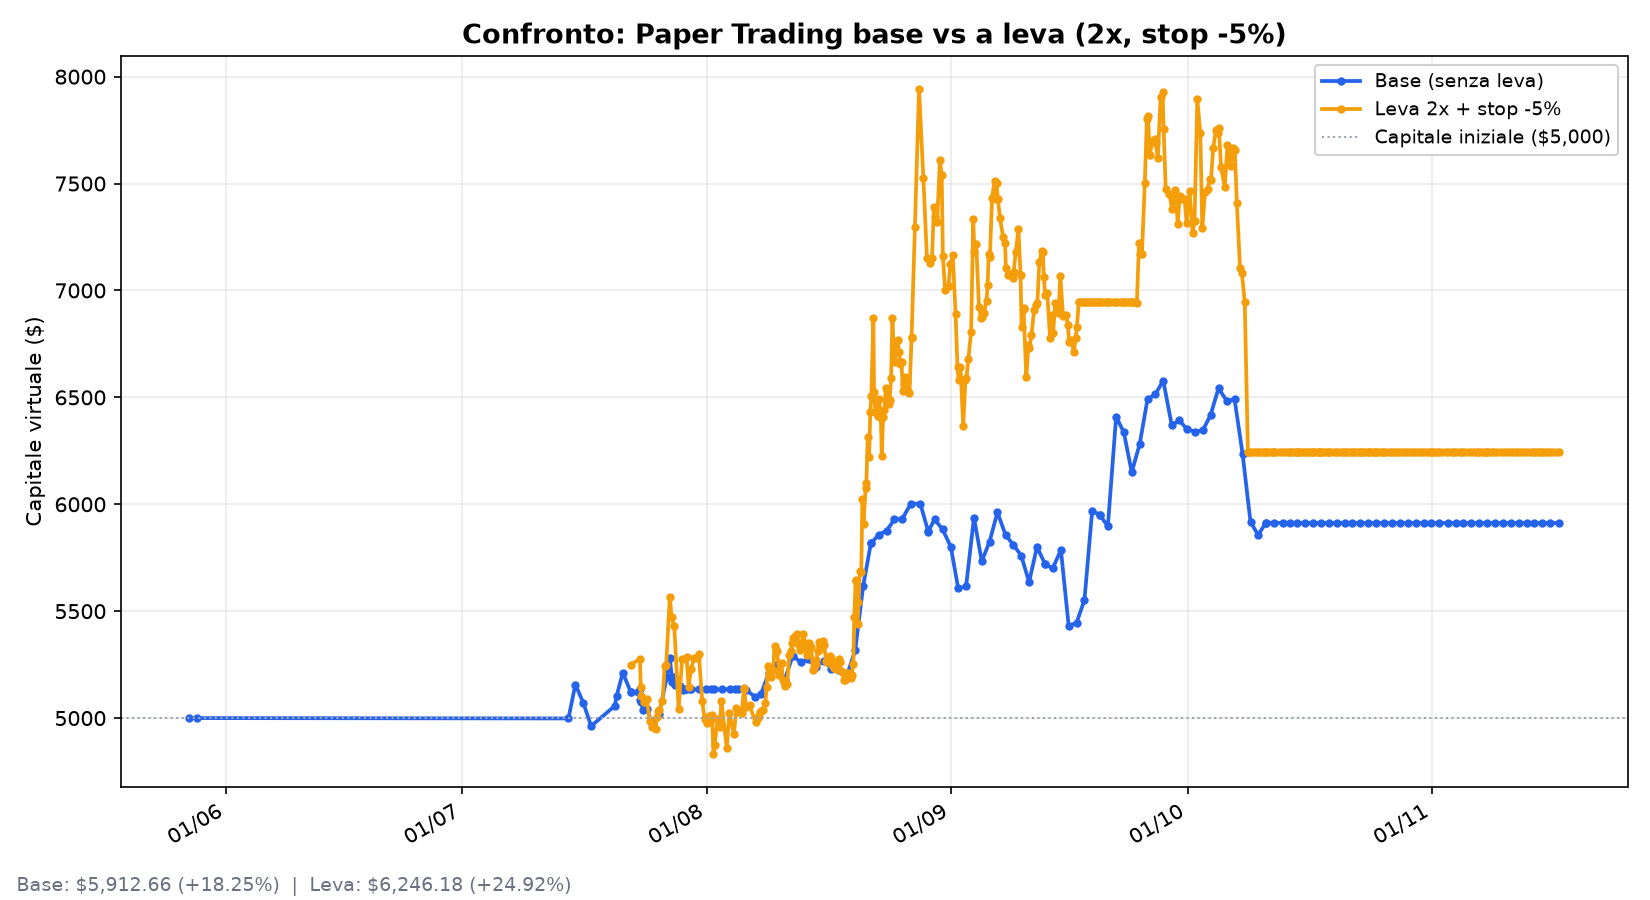 Confronto: Paper Trading base vs a leva (2x, stop -5%)
Base (senza leva)
Leva 2x + stop -5%
Capitale iniziale ($5,000)
Capitale virtuale ($)
8000
7500
7000
6500
6000
5500
5000
01/06
01/07
01/08
01/09
01/10
01/11
Base: $5,912.66 (+18.25%)  |  Leva: $6,246.18 (+24.92%)